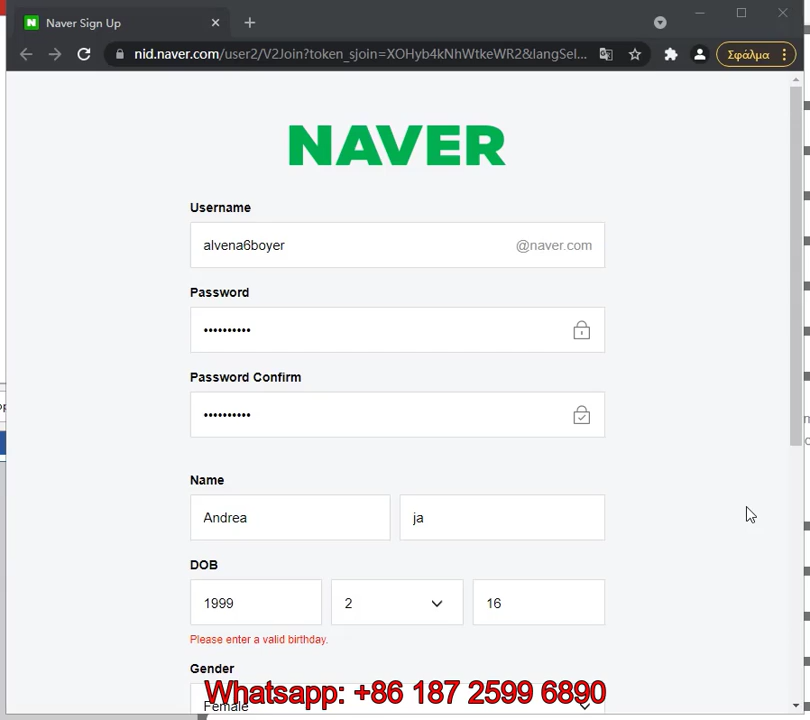 Naver Sign Up
nid.naver.com/user2/V2Join?token_sjoin=XOHyb4kNhWtkeWR2&langSel...
Σφάλμα
NAVER
Username
alvena6boyer
@naver.com
Password
••••••••••
Password Confirm
••••••••••
Name
Andrea
ja
DOB
1999
2
16
Please enter a valid birthday.
Gender
Female
Whatsapp: +86 187 2599 6890